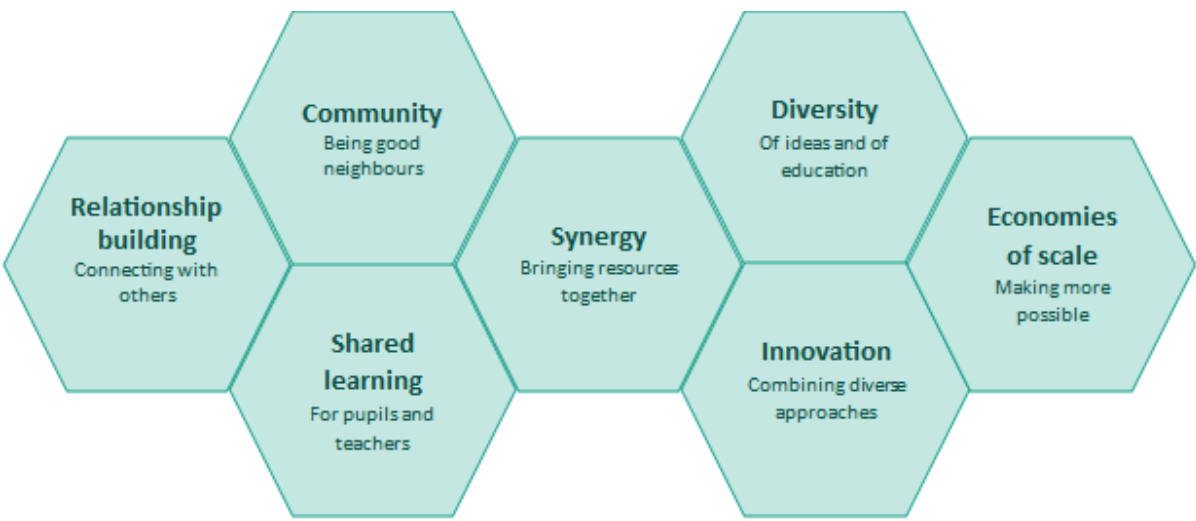 Community
Being good
neighbours
Diversity
Of ideas and of
education
Relationship
building
Connecting with
others
Synergy
Bringing resources
together
Economies
of scale
Making more
possible
Shared
learning
For pupils and
teachers
Innovation
Combining diverse
approaches